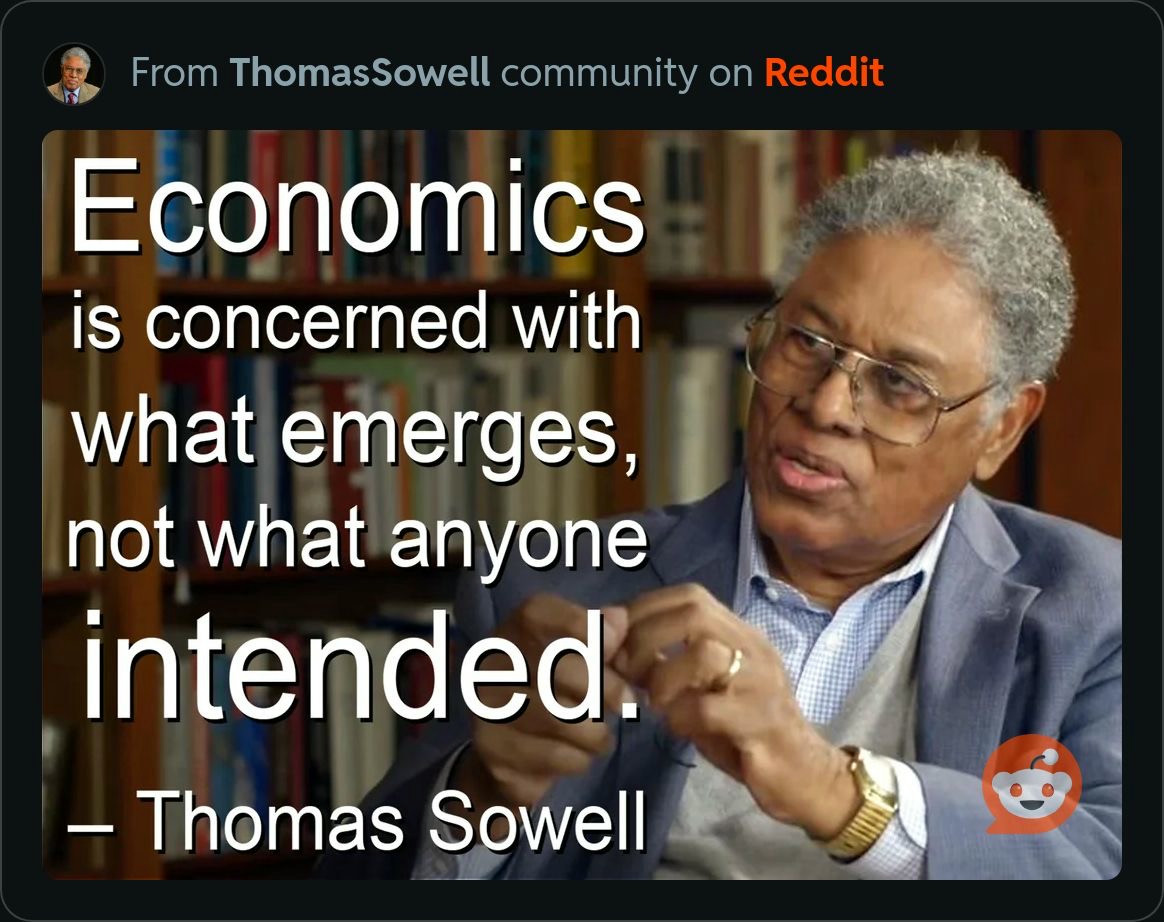 From ThomasSowell community on Reddit
Economics
is concerned with
what emerges,
not what anyone
intended.
– Thomas Sowell